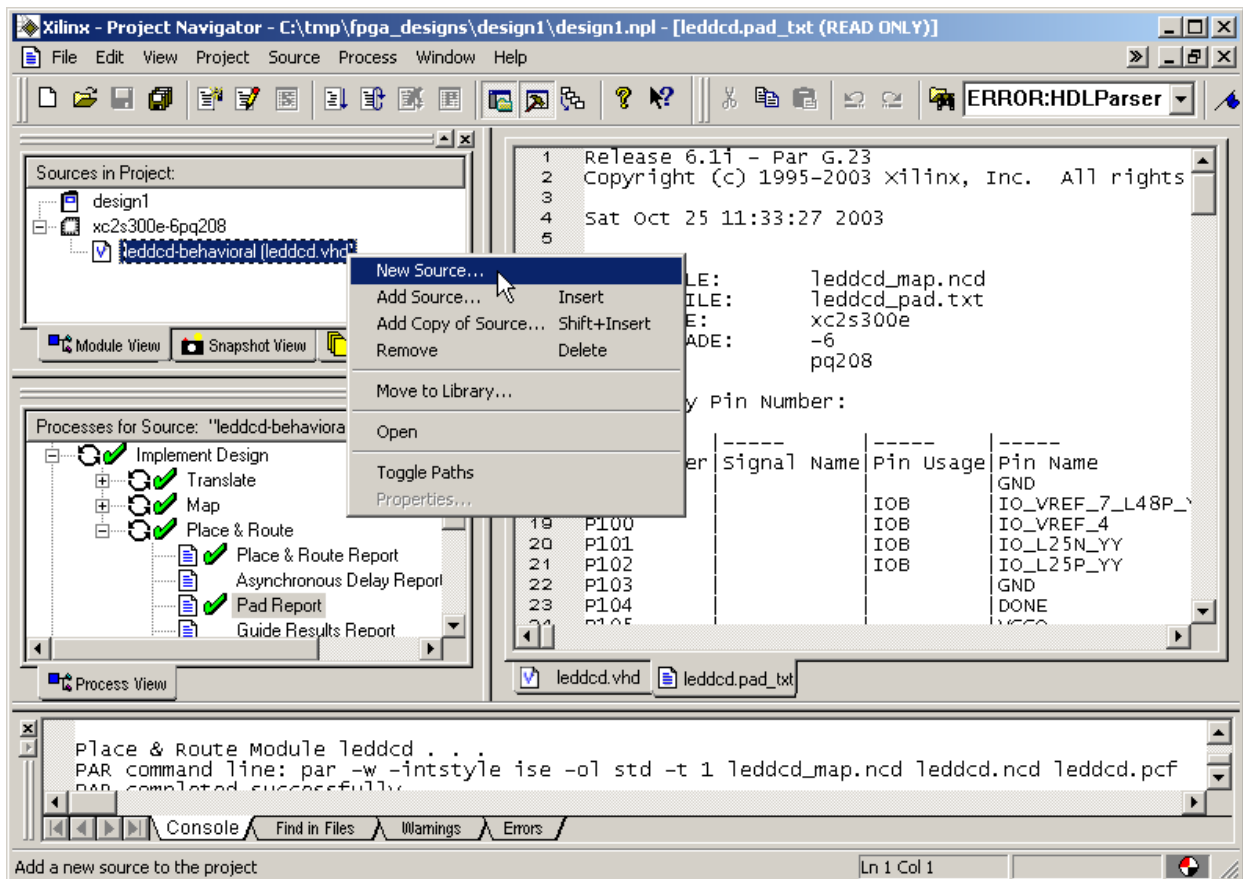 Xilinx - Project Navigator - C:\tmp\fpga_designs\design1\design1.npl - [leddcd.pad_txt (READ ONLY)]
File Edit View Project Source Process Window Help
ERROR:HDLParser
Sources in Project:
design1
xc2s300e-6pq208
leddcd-behavioral (leddcd.vhd)
Module View
Snapshot View
New Source...
Add Source... Insert
Add Copy of Source... Shift+Insert
Remove Delete
Move to Library...
Open
Toggle Paths
Properties...
Processes for Source: "leddcd-behaviora
Implement Design
Translate
Map
Place & Route
Place & Route Report
Asynchronous Delay Report
Pad Report
Guide Results Report
Process View
1 Release 6.1i - Par G.23
2 Copyright (c) 1995-2003 Xilinx, Inc. All rights
3
4 Sat Oct 25 11:33:27 2003
5
LE: leddcd_map.ncd
ILE: leddcd_pad.txt
E: xc2s300e
ADE: -6
pq208
y Pin Number:
|----- |----- |-----
er|Signal Name|Pin Usage|Pin Name
| | |GND
| |IOB |IO_VREF_7_L48P_Y
19 P100 | |IOB |IO_VREF_4
20 P101 | |IOB |IO_L25N_YY
21 P102 | |IOB |IO_L25P_YY
22 P103 | | |GND
23 P104 | | |DONE
24 P105 | | |VCCO
leddcd.vhd
leddcd.pad_txt
Place & Route Module leddcd . . .
PAR command line: par -w -intstyle ise -ol std -t 1 leddcd_map.ncd leddcd.ncd leddcd.pcf
PAR completed successfully
Console Find in Files Warnings Errors
Add a new source to the project
Ln 1 Col 1